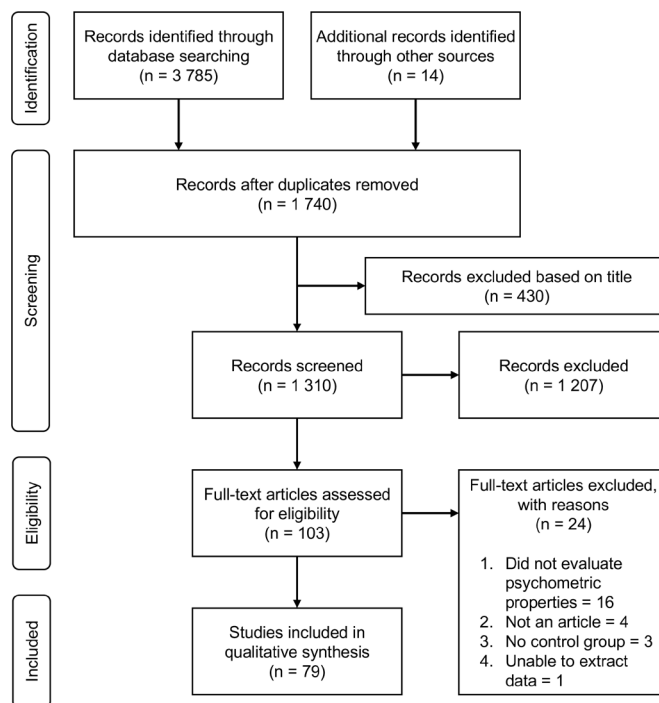 Identification
Records identified through
database searching
(n = 3 785)
Additional records identified
through other sources
(n = 14)
Screening
Records after duplicates removed
(n = 1 740)
Records excluded based on title
(n = 430)
Records screened
(n = 1 310)
Records excluded
(n = 1 207)
Eligibility
Full-text articles assessed
for eligibility
(n = 103)
Full-text articles excluded,
with reasons
(n = 24)
1. Did not evaluate
psychometric
properties = 16
2. Not an article = 4
3. No control group = 3
4. Unable to extract
data = 1
Included
Studies included in
qualitative synthesis
(n = 79)